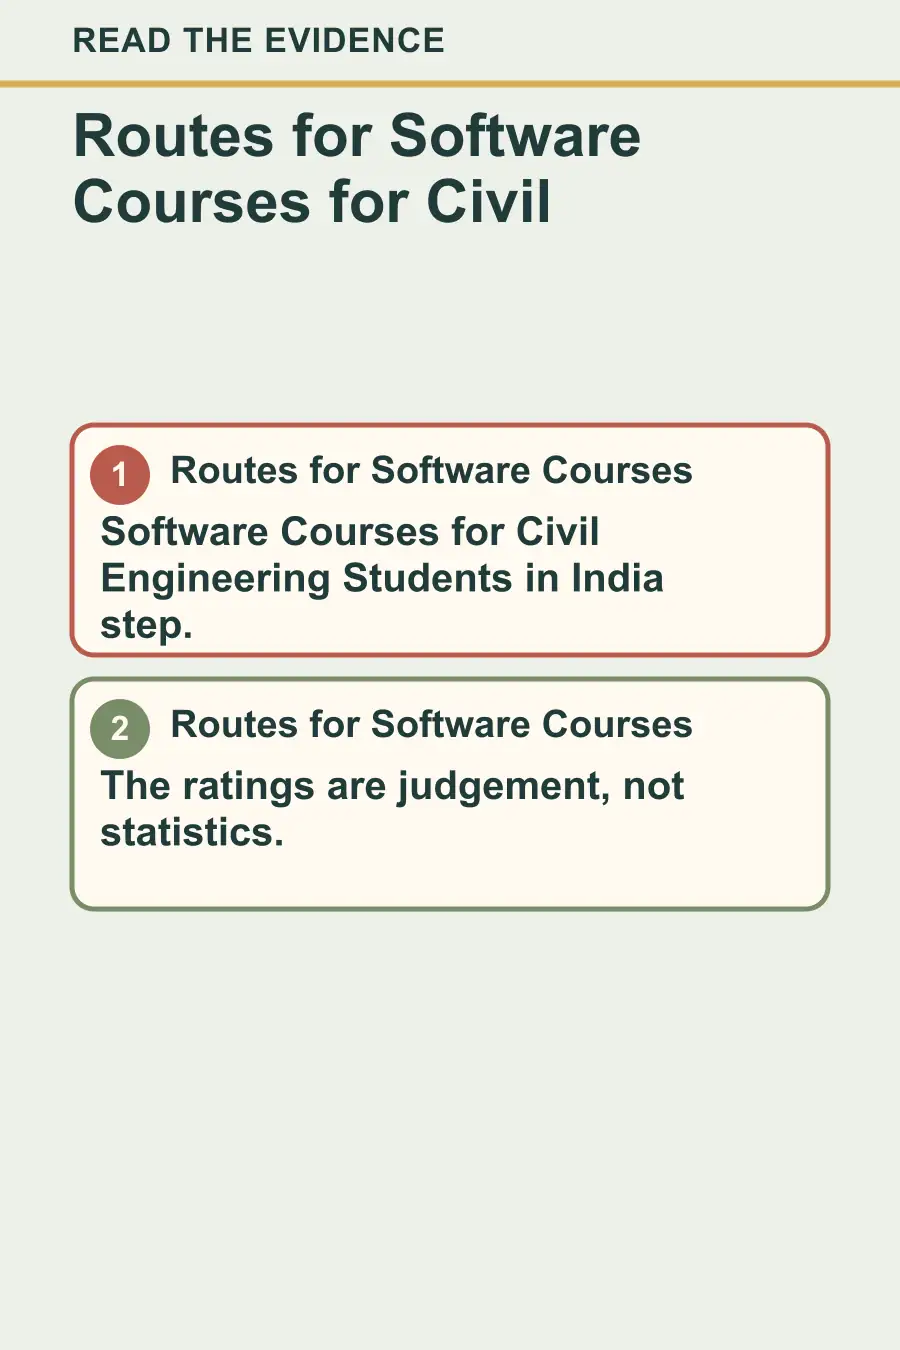 READ THE EVIDENCE
Routes for Software
Courses for Civil
1 Routes for Software Courses
Software Courses for Civil
Engineering Students in India
step.
2 Routes for Software Courses
The ratings are judgement, not
statistics.